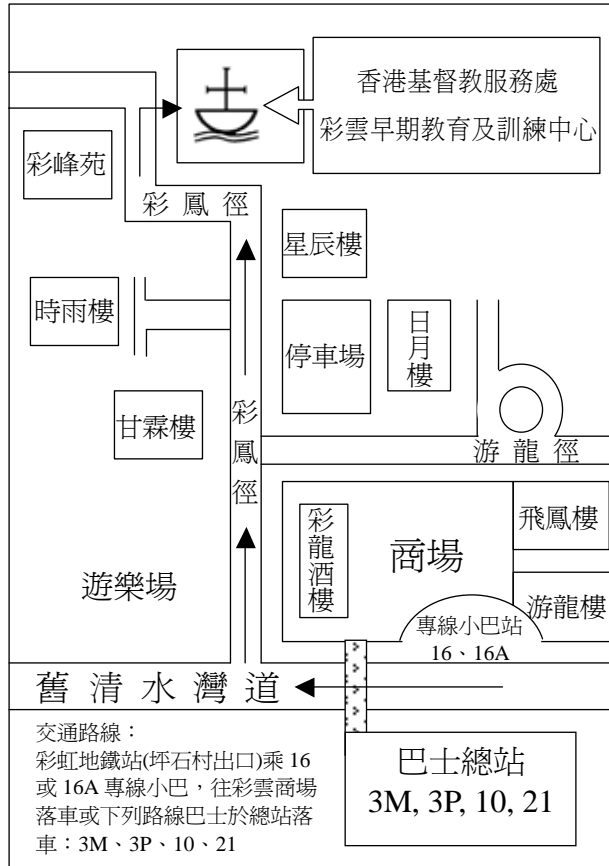 香港基督教服務處
彩雲早期教育及訓練中心
彩峰苑
彩鳳徑
星辰樓
時雨樓
停車場
日月樓
甘霖樓
彩鳳徑
游龍徑
彩龍酒樓
商場
飛鳳樓
遊樂場
游龍樓
專線小巴站
16、16A
舊清水灣道
交通路線：
彩虹地鐵站(坪石村出口)乘 16
或 16A 專線小巴，往彩雲商場
落車或下列路線巴士於總站落
車：3M、3P、10、21
巴士總站
3M, 3P, 10, 21